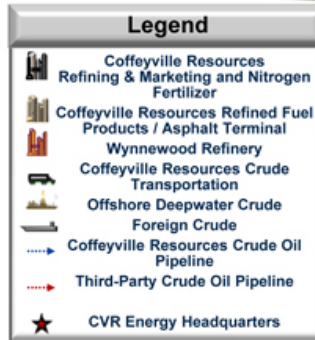 Legend
Coffeyville Resources
Refining & Marketing and Nitrogen
Fertilizer
Coffeyville Resources Refined Fuel
Products / Asphalt Terminal
Wynnewood Refinery
Coffeyville Resources Crude
Transportation
Offshore Deepwater Crude
Foreign Crude
Coffeyville Resources Crude Oil
Pipeline
Third-Party Crude Oil Pipeline
CVR Energy Headquarters